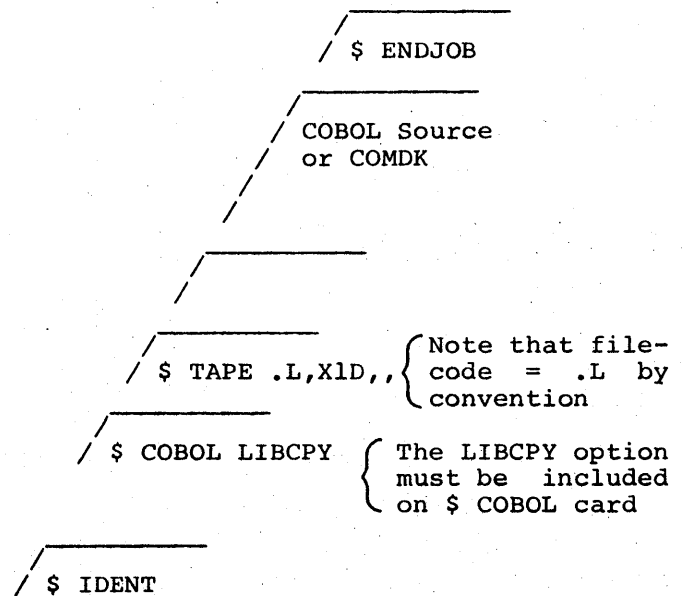 $ ENDJOB
COBOL Source
or COMDK
$ TAPE .L,X1D,,
Note that file-
code = .L by
convention
$ COBOL LIBCPY
The LIBCPY option
must be included
on $ COBOL card
$ IDENT